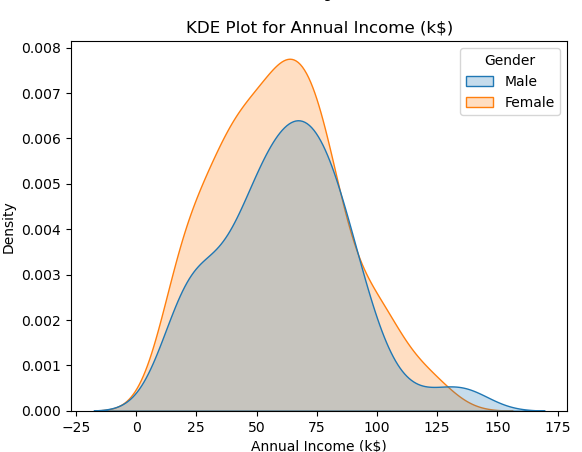 KDE Plot for Annual Income (k$)
Gender
Male
Female
Density
0.008
0.007
0.006
0.005
0.004
0.003
0.002
0.001
0.000
−25 0 25 50 75 100 125 150 175
Annual Income (k$)